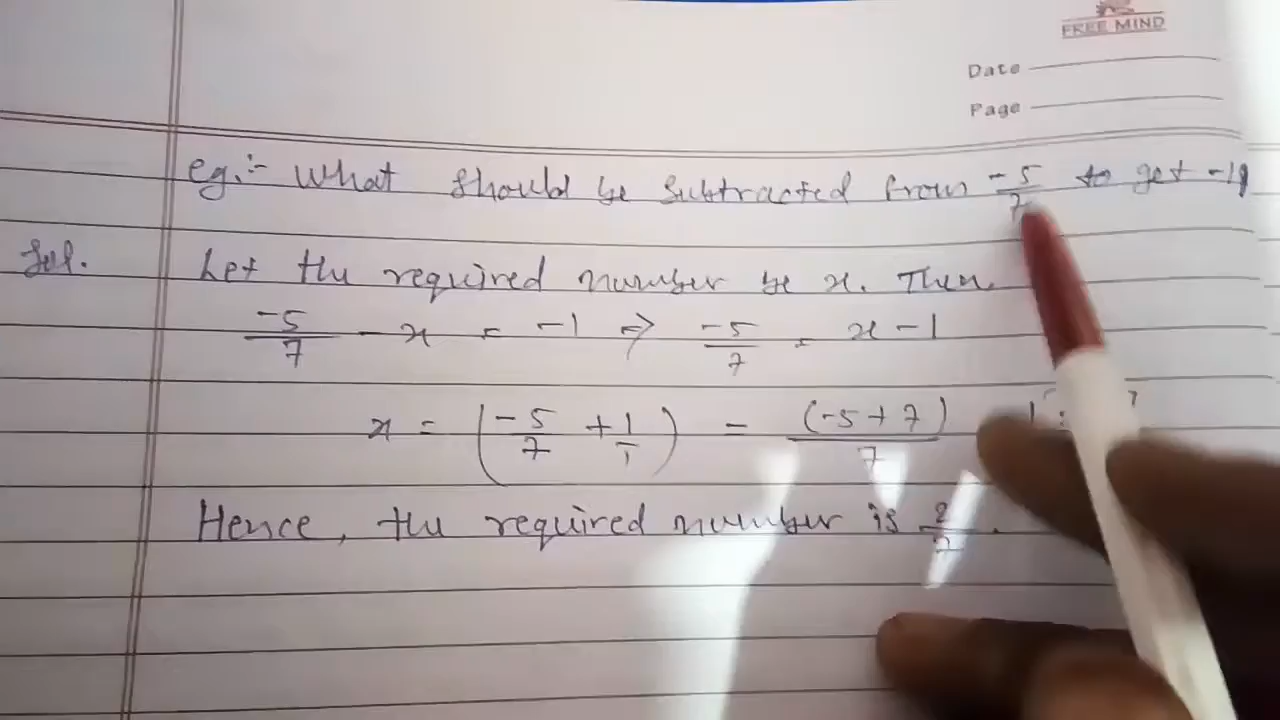 FREE MIND
Date
Page
eg.:- What should be subtracted from -5/7 to get -1?
Sol. Let the required number be x. Then.
-5/7 - x = -1 ⇒ -5/7 = x - 1
x = (-5/7 + 1/1) = (-5+7)/7
Hence, the required number is 2/7.